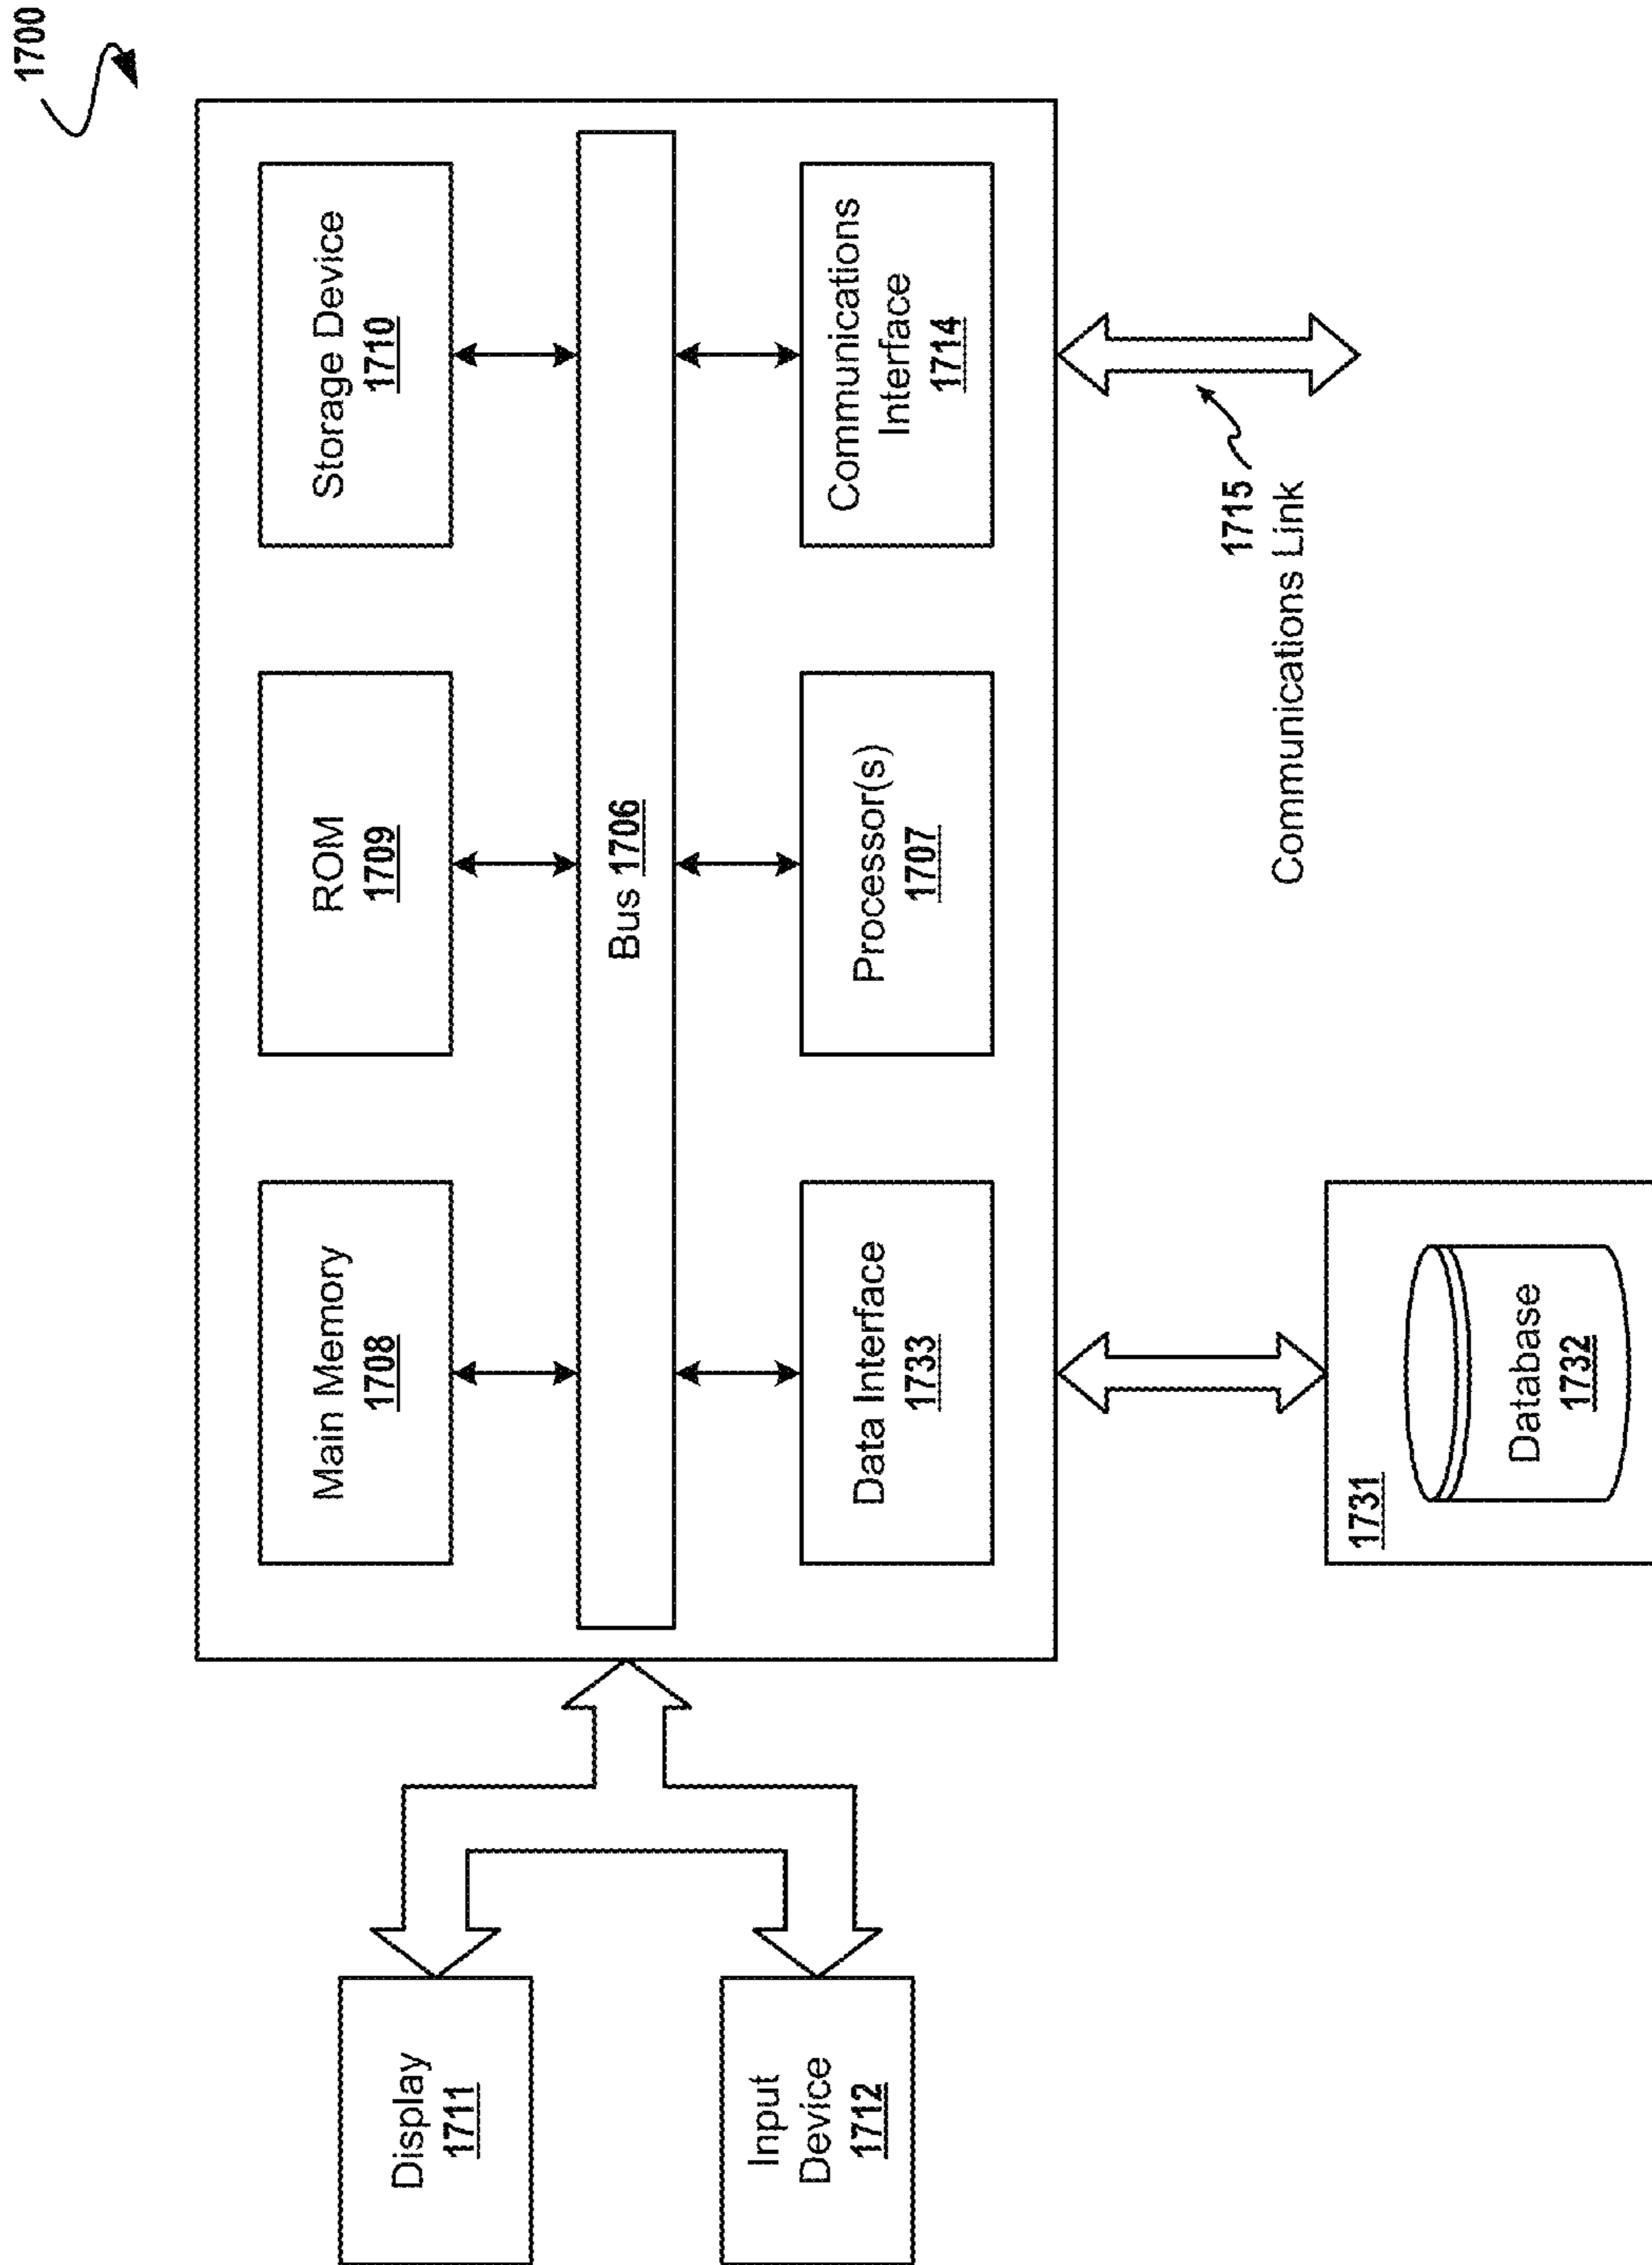 1700
Display
1711
Input
Device
1712
Main Memory
1708
ROM
1709
Storage Device
1710
Bus 1706
Data Interface
1733
Processor(s)
1707
Communications
Interface
1714
1715
Communications Link
1731
Database
1732